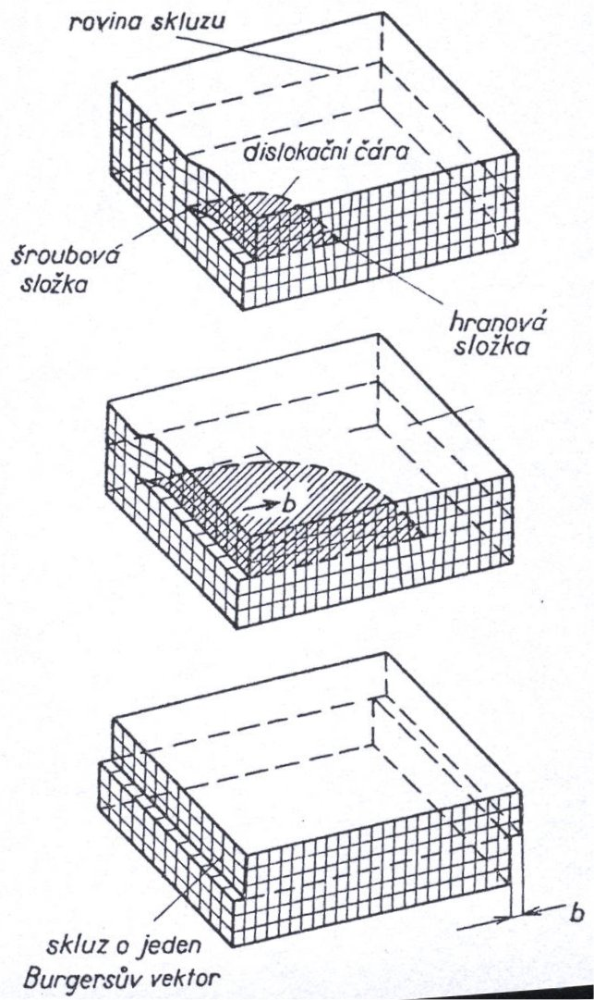 rovina skluzu
dislokační čára
šroubová
složka
hranová
složka
b
b
skluz o jeden
Burgersův vektor